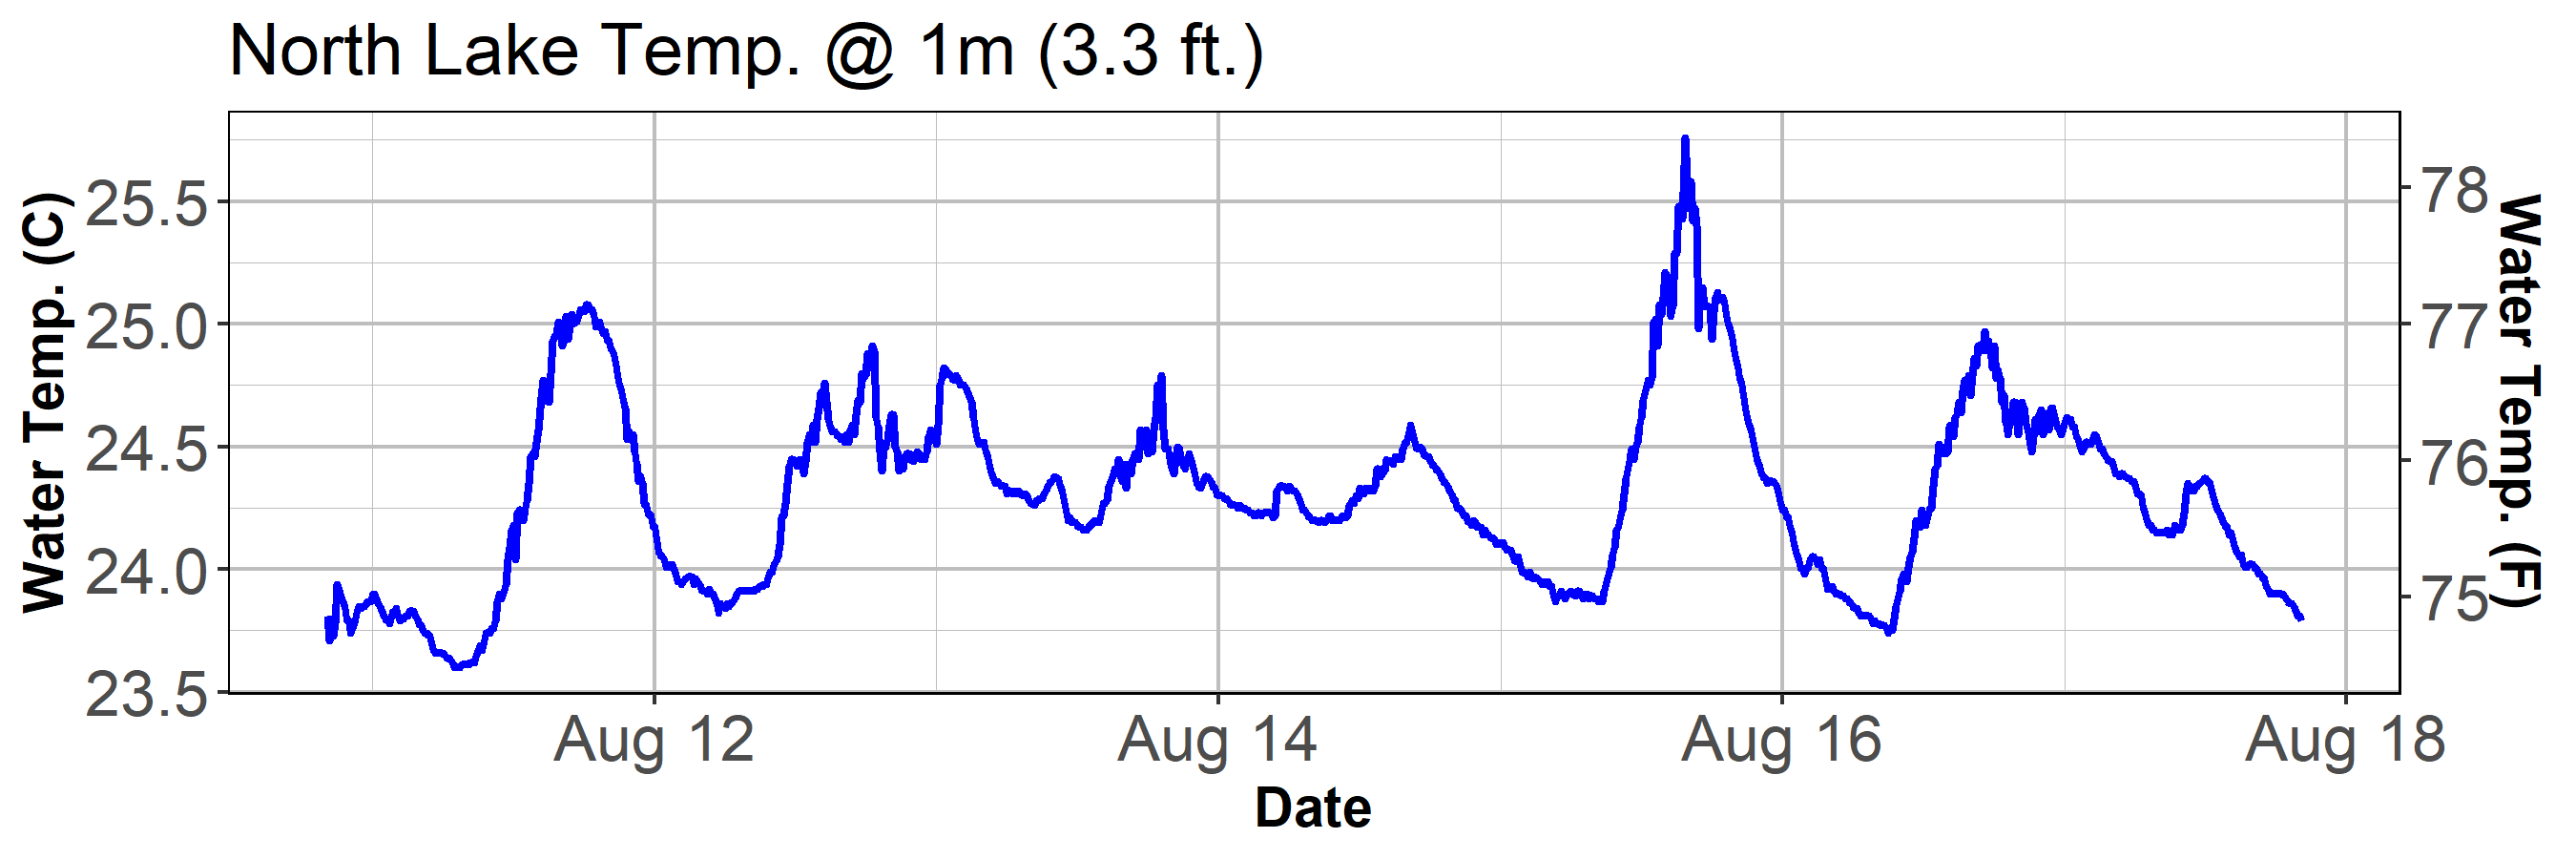 North Lake Temp. @ 1m (3.3 ft.)
Water Temp. (C)
25.5
25.0
24.5
24.0
23.5
78
77
76
75
Water Temp. (F)
Aug 12 Aug 14 Aug 16 Aug 18
Date